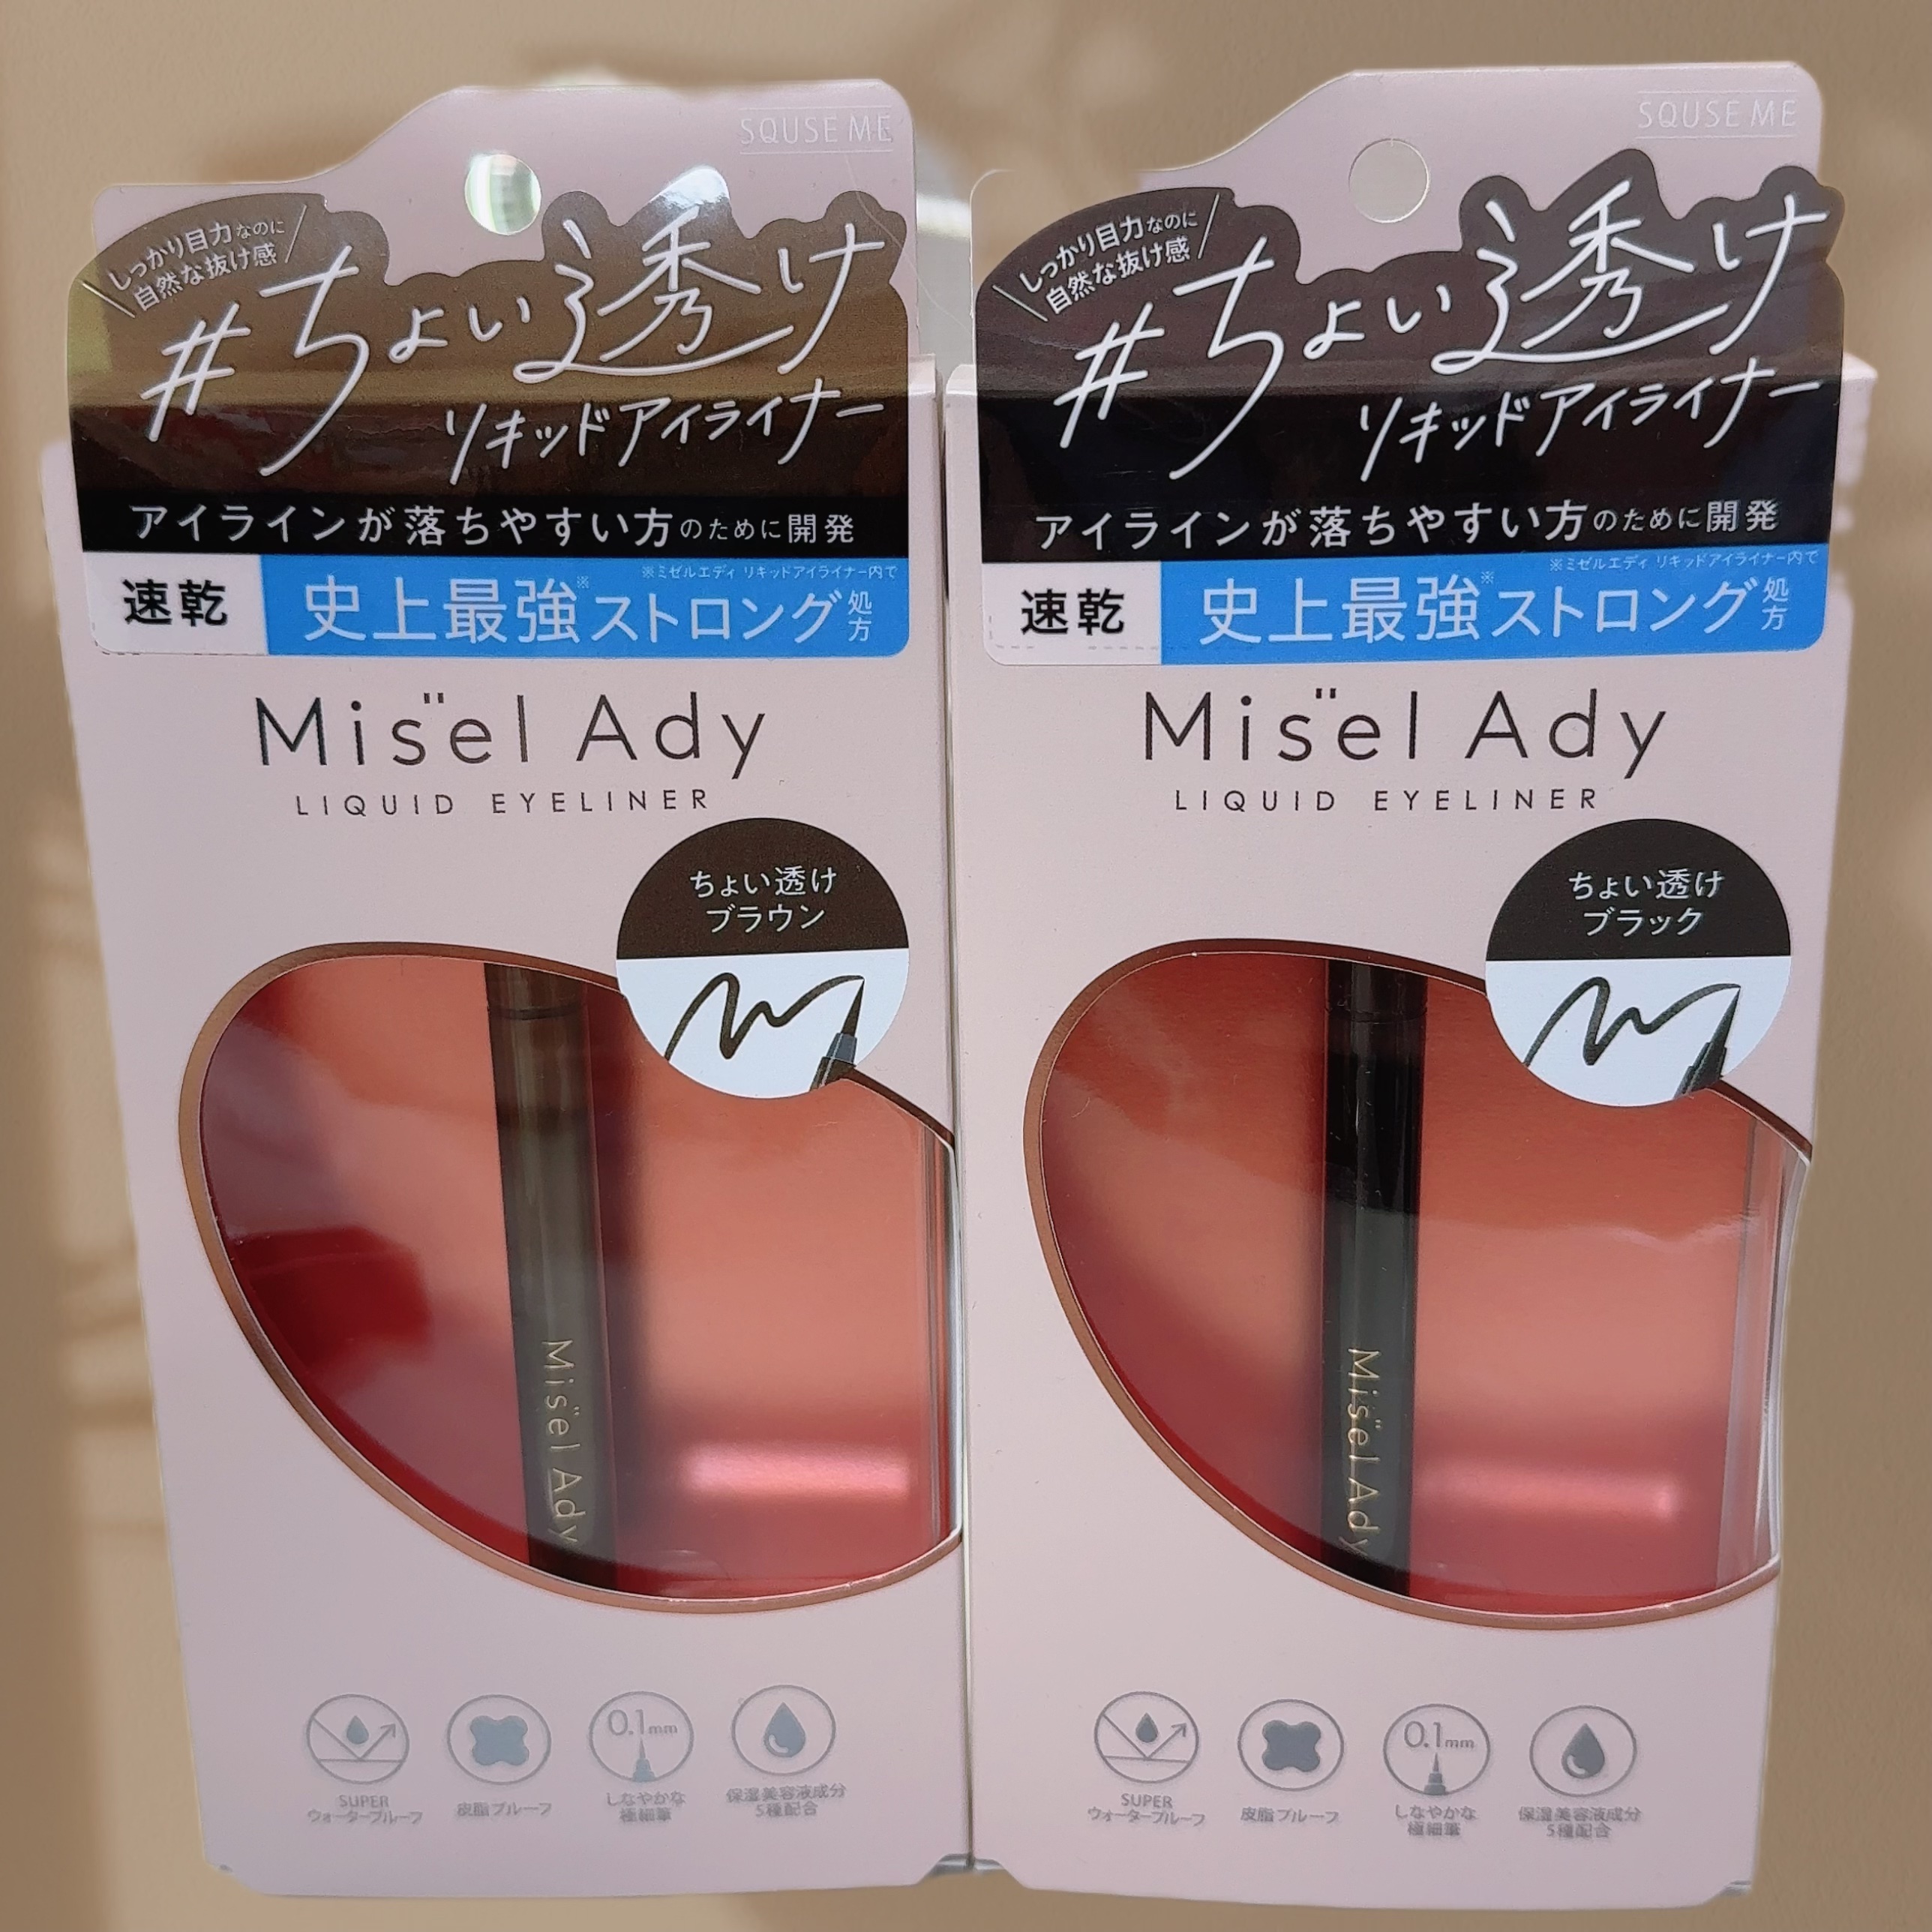 SQUSE ME
しっかり目力なのに
自然な抜け感
#ちょい透け
リキッドアイライナー
アイラインが落ちやすい方のために開発
※ミゼルエディ リキッドアイライナー内で
速乾 史上最強※ストロング処方
Misël Ady
LIQUID EYELINER
ちょい透け
ブラウン
Misël Ady
0.1mm
SUPER
ウォータープルーフ
皮脂プルーフ
しなやかな
極細筆
保湿美容液成分
5種配合
SQUSE ME
しっかり目力なのに
自然な抜け感
#ちょい透け
リキッドアイライナー
アイラインが落ちやすい方のために開発
※ミゼルエディ リキッドアイライナー内で
速乾 史上最強※ストロング処方
Misël Ady
LIQUID EYELINER
ちょい透け
ブラック
Misël Ady
0.1mm
SUPER
ウォータープルーフ
皮脂プルーフ
しなやかな
極細筆
保湿美容液成分
5種配合